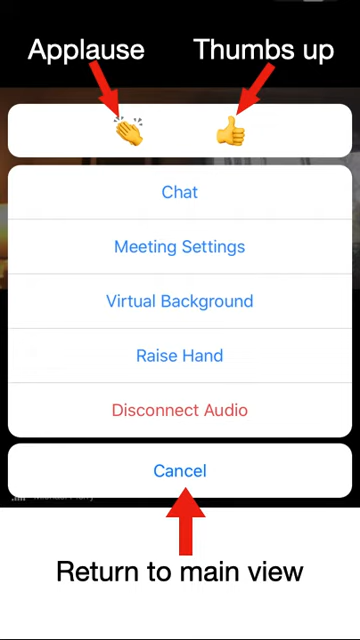 Applause Thumbs up
Chat
Meeting Settings
Virtual Background
Raise Hand
Disconnect Audio
Cancel
Return to main view